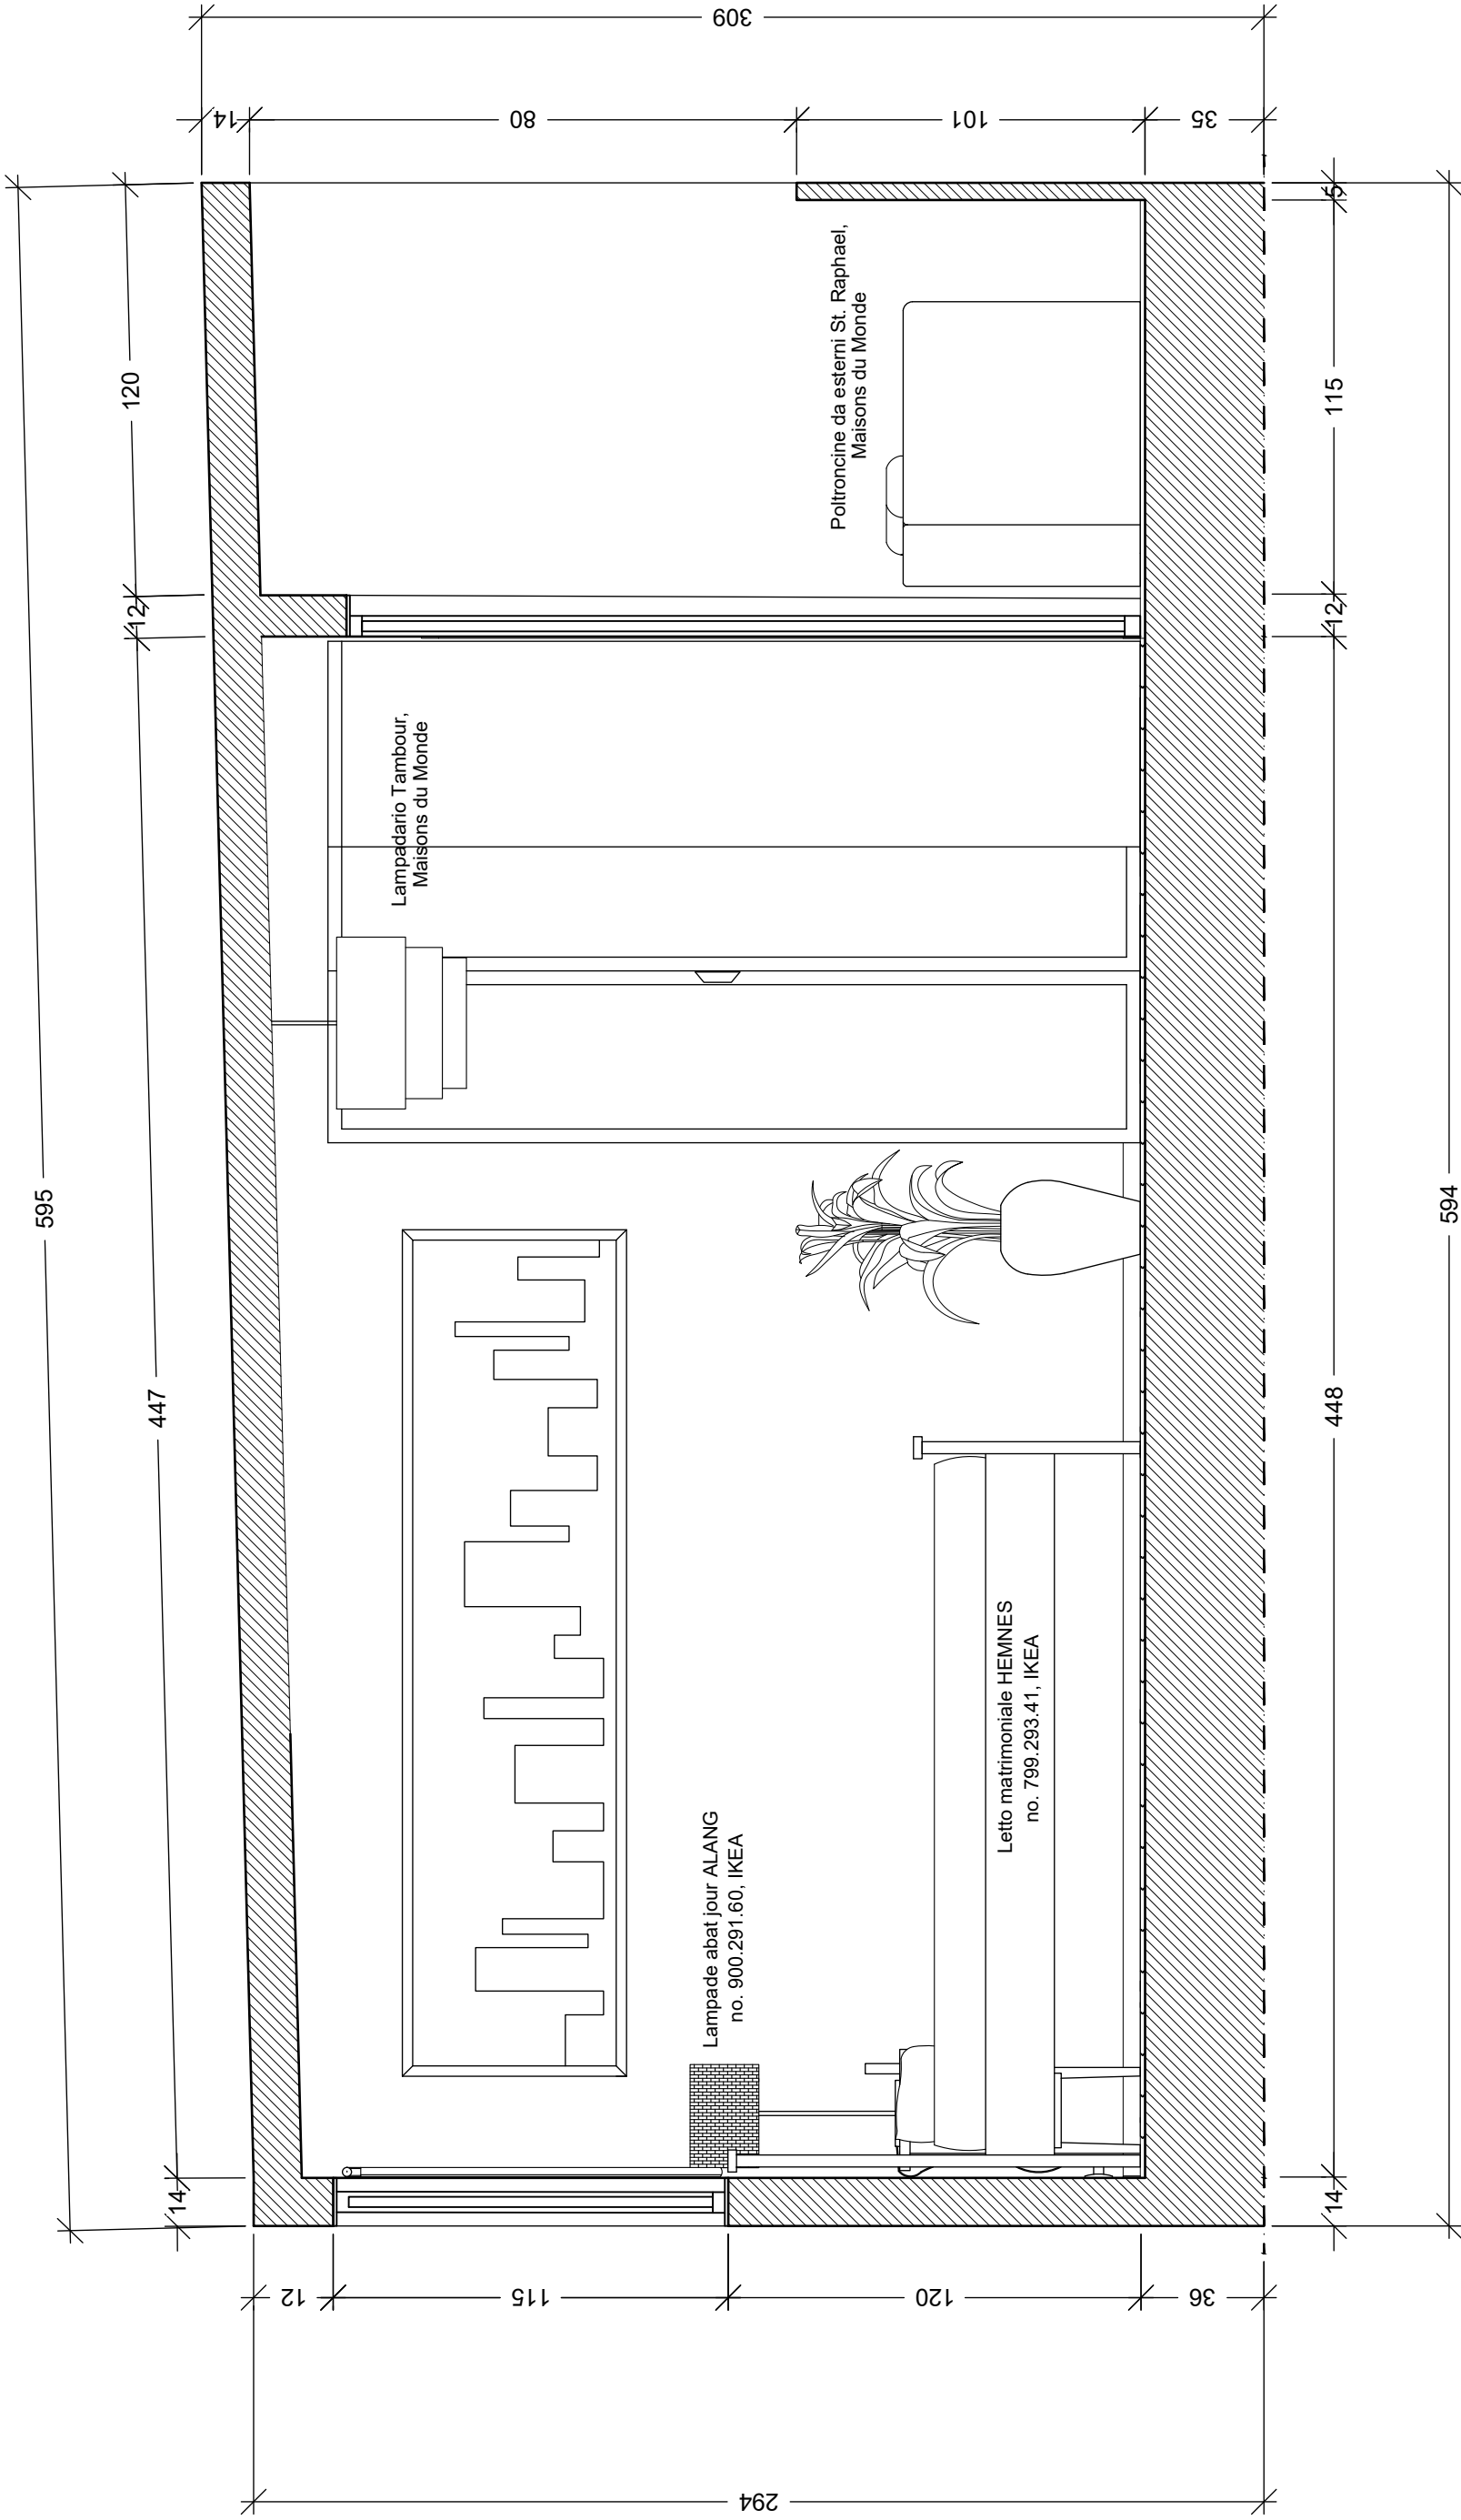 595
14
447
12
120
294
12
115
120
36
Lampadario Tambour,
Maisons du Monde
Lampade abat jour ALANG
no. 900.291.60, IKEA
Poltroncine da esterni St. Raphael,
Maisons du Monde
Letto matrimoniale HEMNES
no. 799.293.41, IKEA
14
80
101
35
309
14
448
12
115
5
594